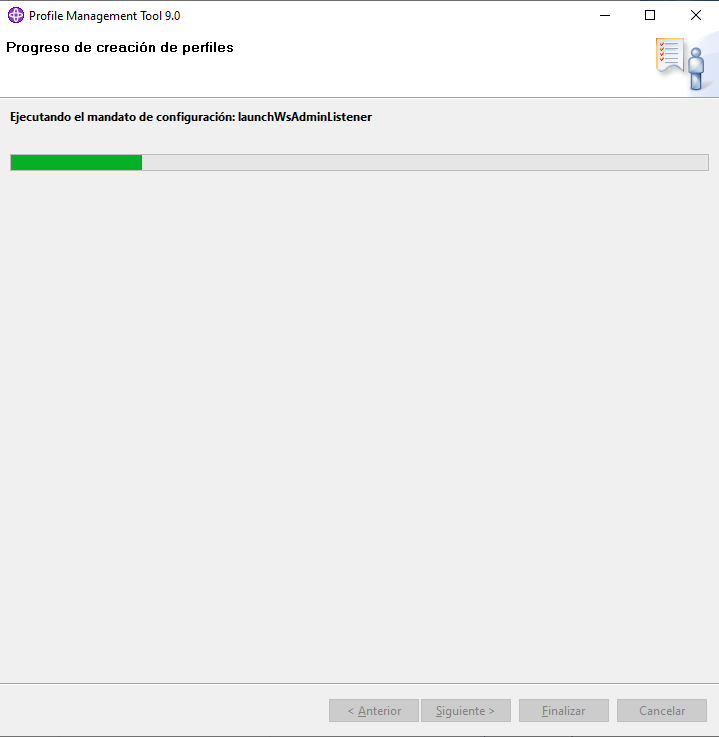 Profile Management Tool 9.0
Progreso de creación de perfiles
Ejecutando el mandato de configuración: launchWsAdminListener
< Anterior
Siguiente >
Finalizar
Cancelar